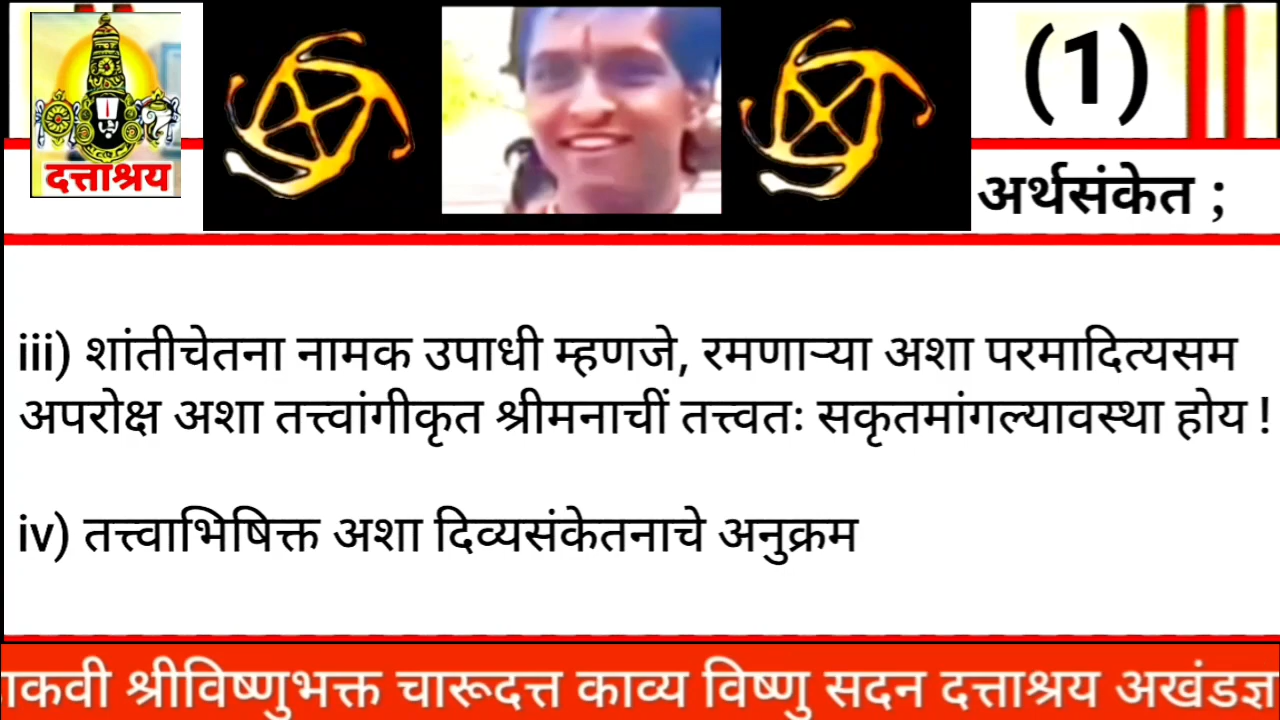 दत्ताश्रय
(1)
अर्थसंकेत ;
iii) शांतीचेतना नामक उपाधी म्हणजे, रमणाऱ्या अशा परमादित्यसम
अपरोक्ष अशा तत्त्वांगीकृत श्रीमनाचीं तत्त्वतः सकृतमांगल्यावस्था होय !
iv) तत्त्वाभिषिक्त अशा दिव्यसंकेतनाचे अनुक्रम
श्रीविष्णुभक्त चारूदत्त काव्य विष्णु सदन दत्ताश्रय